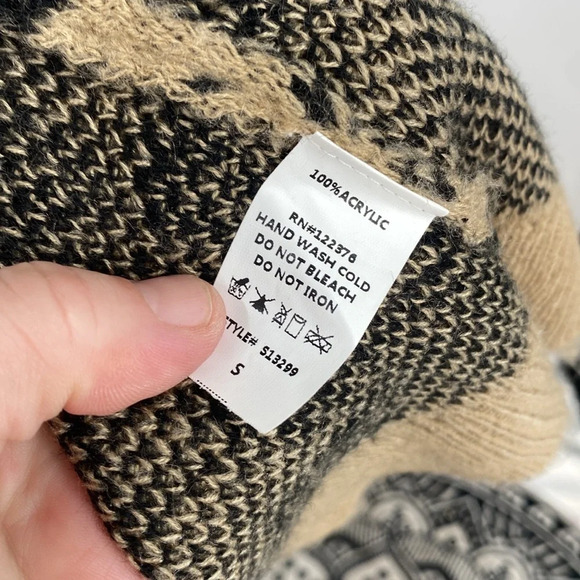 100%ACRYLIC
RN#122376
HAND WASH COLD
DO NOT BLEACH
DO NOT IRON
STYLE# S13299
S